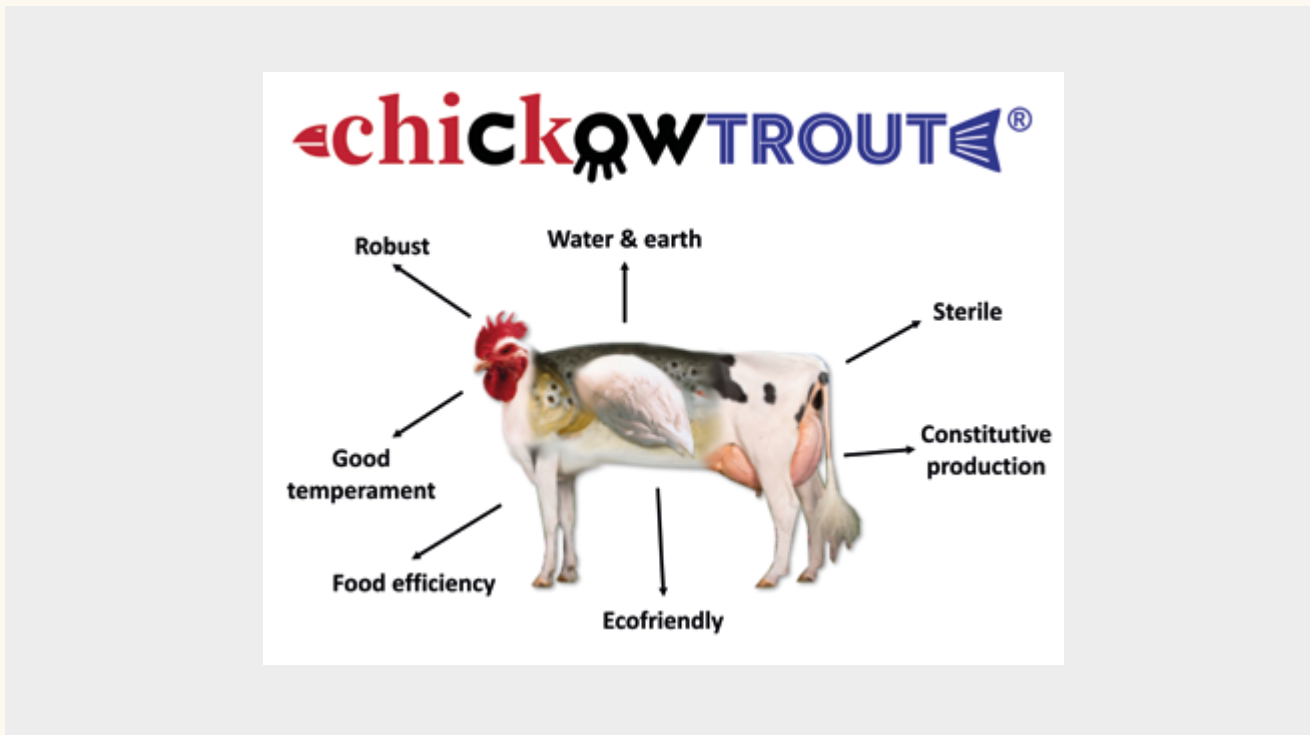 chickowTROUT®
Water & earth
Robust
Sterile
Constitutive
production
Good
temperament
Food efficiency
Ecofriendly